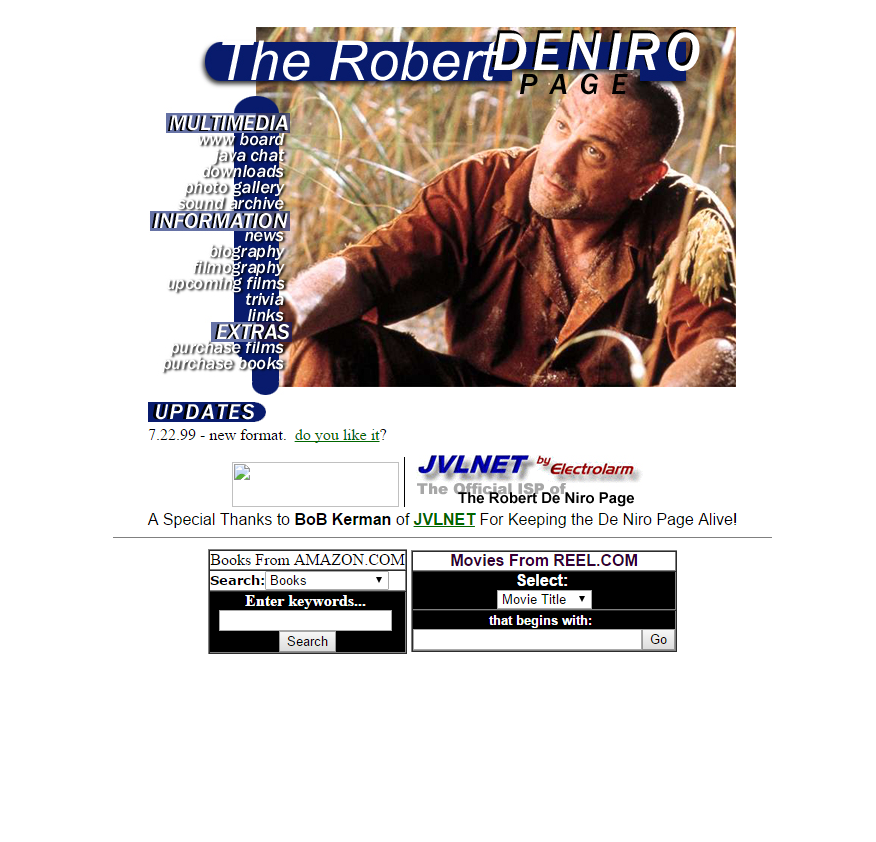 The Robert DENIRO
PAGE
MULTIMEDIA
www board
java chat
downloads
photo gallery
sound archive
INFORMATION
news
biography
filmography
upcoming films
trivia
links
EXTRAS
purchase films
purchase books
UPDATES
7.22.99 - new format.  do you like it?
JVLNET by Electrolarm
The Official ISP of
The Robert De Niro Page
A Special Thanks to BoB Kerman of JVLNET For Keeping the De Niro Page Alive!
Books From AMAZON.COM
Search: Books
Enter keywords...
Search
Movies From REEL.COM
Select:
Movie Title
that begins with:
Go